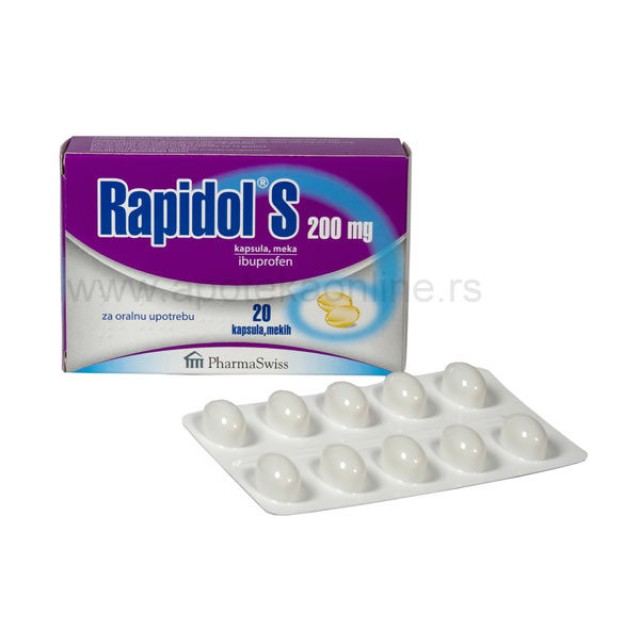 Rapidol® S 200 mg
kapsula, meka
ibuprofen
www.apotekaonline.rs
za oralnu upotrebu
20
kapsula,mekih
PharmaSwiss